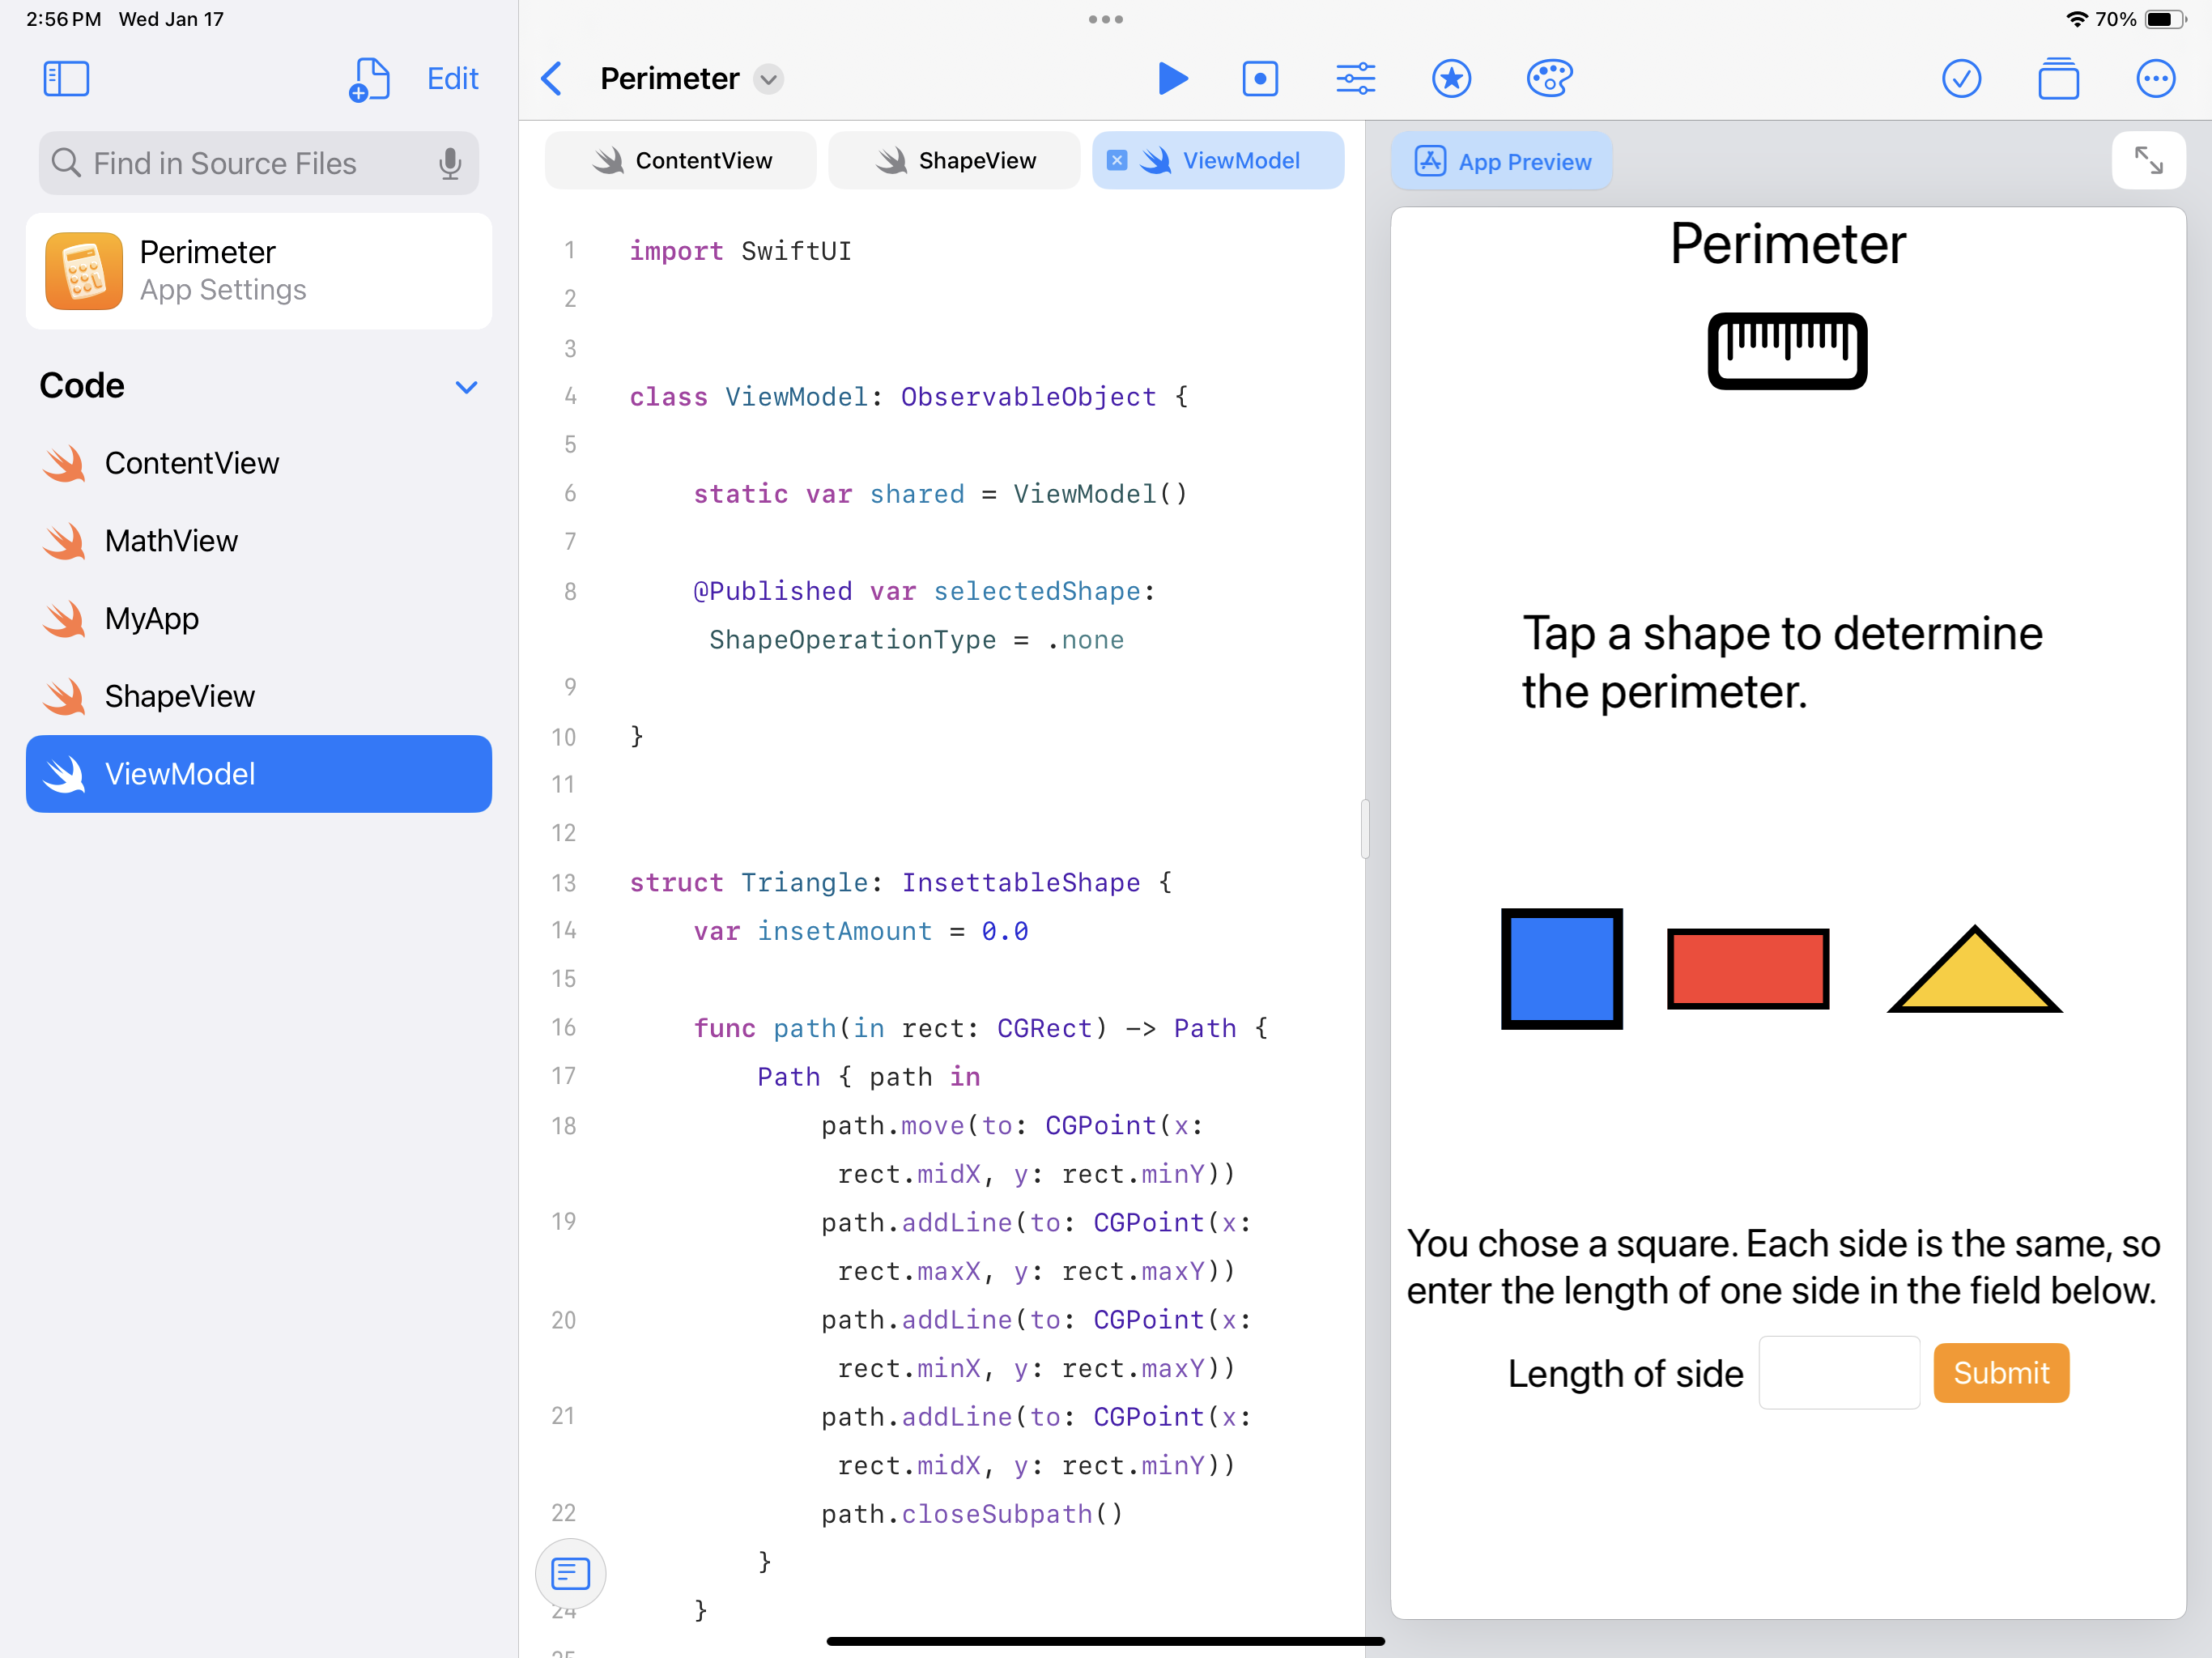 2:56 PM Wed Jan 17
70%
Edit
Find in Source Files
Perimeter
App Settings
Code
ContentView
MathView
MyApp
ShapeView
ViewModel
Perimeter
ContentView
ShapeView
ViewModel
1 import SwiftUI
2
3
4 class ViewModel: ObservableObject {
5
6 static var shared = ViewModel()
7
8 @Published var selectedShape:
ShapeOperationType = .none
9
10 }
11
12
13 struct Triangle: InsettableShape {
14 var insetAmount = 0.0
15
16 func path(in rect: CGRect) -> Path {
17 Path { path in
18 path.move(to: CGPoint(x:
rect.midX, y: rect.minY))
19 path.addLine(to: CGPoint(x:
rect.maxX, y: rect.maxY))
20 path.addLine(to: CGPoint(x:
rect.minX, y: rect.maxY))
21 path.addLine(to: CGPoint(x:
rect.midX, y: rect.minY))
22 path.closeSubpath()
}
24 }
25
App Preview
Perimeter
Tap a shape to determine
the perimeter.
You chose a square. Each side is the same, so
enter the length of one side in the field below.
Length of side
Submit